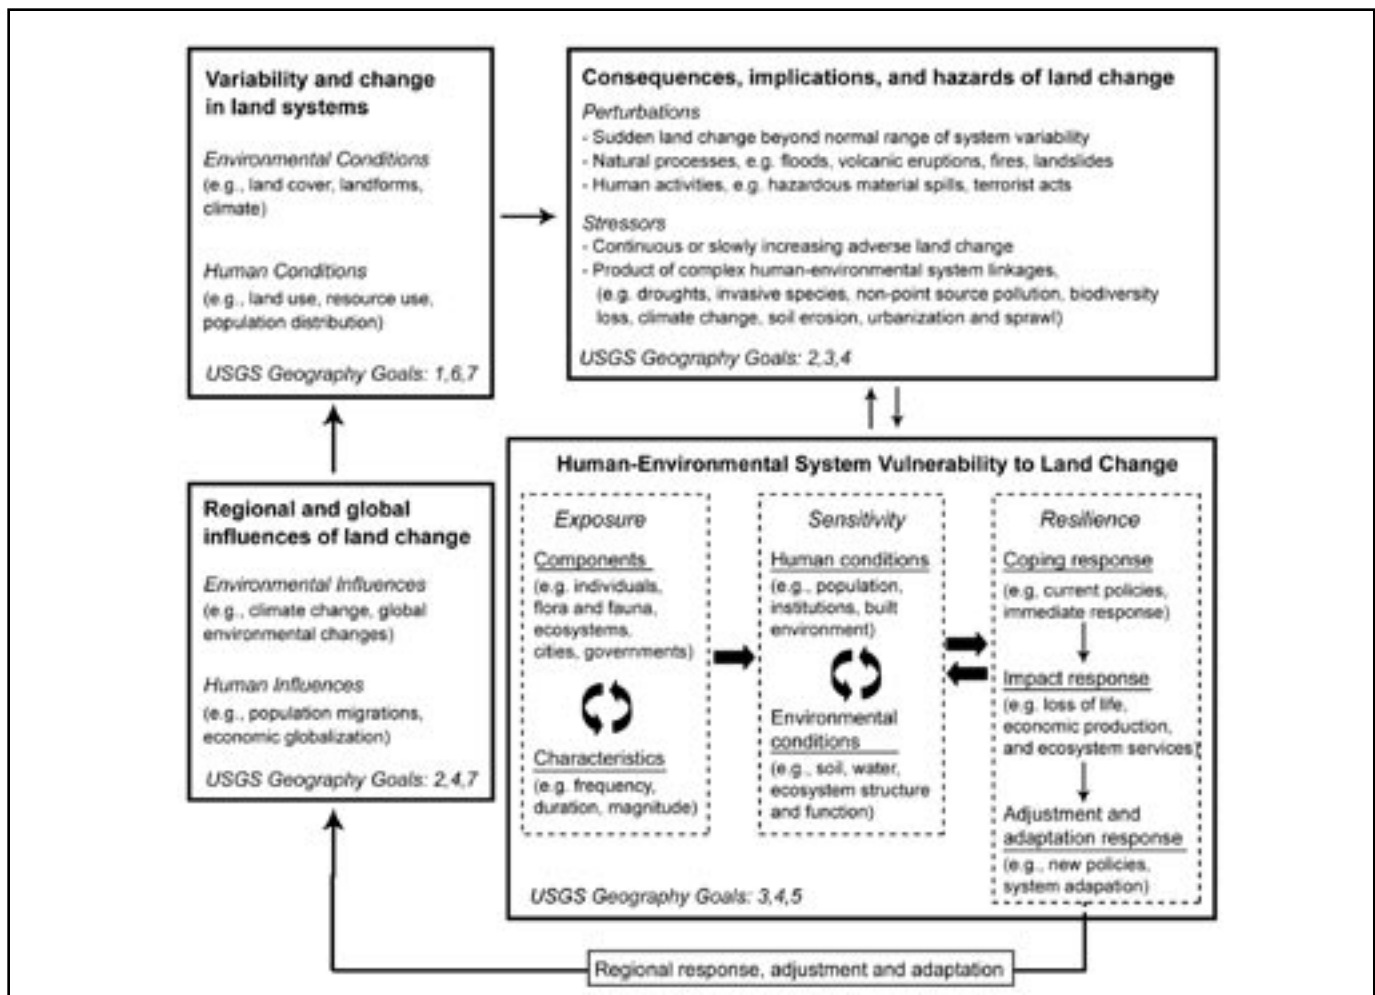 Variability and change
in land systems
Environmental Conditions
(e.g., land cover, landforms,
climate)
Human Conditions
(e.g., land use, resource use,
population distribution)
USGS Geography Goals: 1,6,7
Consequences, implications, and hazards of land change
Perturbations
- Sudden land change beyond normal range of system variability
- Natural processes, e.g. floods, volcanic eruptions, fires, landslides
- Human activities, e.g. hazardous material spills, terrorist acts
Stressors
- Continuous or slowly increasing adverse land change
- Product of complex human-environmental system linkages,
(e.g. droughts, invasive species, non-point source pollution, biodiversity
loss, climate change, soil erosion, urbanization and sprawl)
USGS Geography Goals: 2,3,4
Regional and global
influences of land change
Environmental Influences
(e.g., climate change, global
environmental changes)
Human Influences
(e.g., population migrations,
economic globalization)
USGS Geography Goals: 2,4,7
Human-Environmental System Vulnerability to Land Change
Exposure
Components
(e.g. individuals,
flora and fauna,
ecosystems,
cities, governments)
Characteristics
(e.g. frequency,
duration, magnitude)
Sensitivity
Human conditions
(e.g., population,
institutions, built
environment)
Environmental
conditions
(e.g., soil, water,
ecosystem structure
and function)
Resilience
Coping response
(e.g, current policies,
immediate response)
Impact response
(e.g. loss of life,
economic production,
and ecosystem services)
Adjustment and
adaptation response
(e.g., new policies,
system adapation)
USGS Geography Goals: 3,4,5
Regional response, adjustment and adaptation